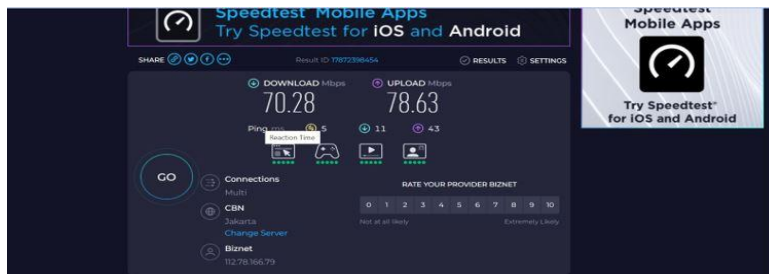 Speedtest Mobile Apps
Try Speedtest for iOS and Android
Speedtest
Mobile Apps
Try Speedtest®
for iOS and Android
SHARE
Result ID 17872398454
RESULTS
SETTINGS
DOWNLOAD Mbps
UPLOAD Mbps
70.28
78.63
Ping ms 5 11 43
Reaction Time
GO
Connections
Multi
CBN
Jakarta
Change Server
Biznet
112.78.166.79
RATE YOUR PROVIDER BIZNET
0 1 2 3 4 5 6 7 8 9 10
Not at all likely
Extremely Likely